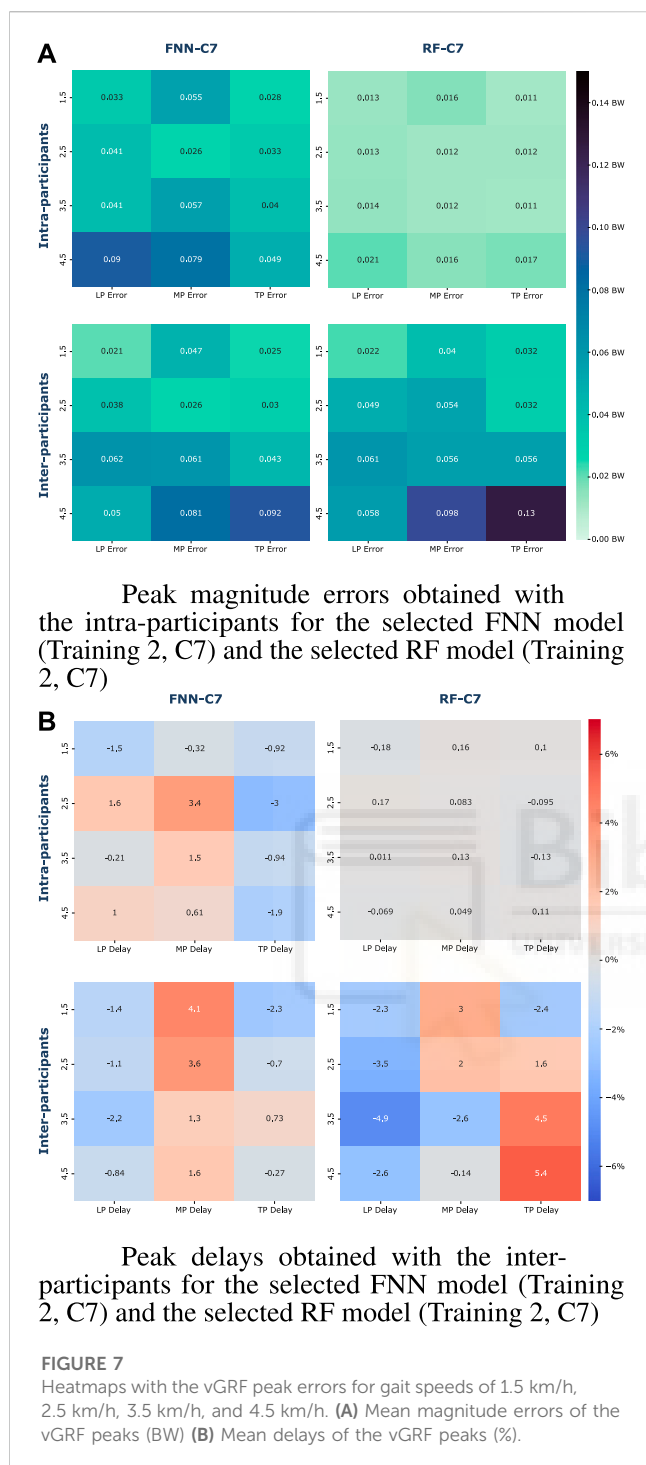 A
FNN-C7
RF-C7
Intra-participants
1.5
0.033 0.055 0.028
0.013 0.016 0.011
2.5
0.041 0.026 0.033
0.013 0.012 0.012
3.5
0.041 0.057 0.04
0.014 0.012 0.011
4.5
0.09 0.079 0.049
0.021 0.016 0.017
LP Error MP Error TP Error
LP Error MP Error TP Error
Inter-participants
1.5
0.021 0.047 0.025
0.022 0.04 0.032
2.5
0.038 0.026 0.03
0.049 0.054 0.032
3.5
0.062 0.061 0.043
0.061 0.056 0.056
4.5
0.05 0.081 0.092
0.058 0.098 0.13
LP Error MP Error TP Error
LP Error MP Error TP Error
0.14 BW
0.12 BW
0.10 BW
0.08 BW
0.06 BW
0.04 BW
0.02 BW
0.00 BW
Peak magnitude errors obtained with
the intra-participants for the selected FNN model
(Training 2, C7) and the selected RF model (Training
2, C7)
B
FNN-C7
RF-C7
Intra-participants
1.5
-1.5 -0.32 -0.92
1.5
-0.18 0.16 0.1
2.5
1.6 3.4 -3
2.5
0.17 0.083 -0.095
3.5
-0.21 1.5 -0.94
3.5
0.011 0.13 -0.13
4.5
1 0.61 -1.9
4.5
-0.069 0.049 0.11
LP Delay MP Delay TP Delay
LP Delay MP Delay TP Delay
Inter-participants
1.5
-1.4 4.1 -2.3
1.5
-2.3 3 -2.4
2.5
-1.1 3.6 -0.7
2.5
-3.5 2 1.6
3.5
-2.2 1.3 0.73
3.5
-4.9 -2.6 4.5
4.5
-0.84 1.6 -0.27
4.5
-2.6 -0.14 5.4
LP Delay MP Delay TP Delay
LP Delay MP Delay TP Delay
6%
4%
2%
0%
-2%
-4%
-6%
Bib
UNIVERSI
Peak delays obtained with the inter-
participants for the selected FNN model (Training
2, C7) and the selected RF model (Training 2, C7)
FIGURE 7
Heatmaps with the vGRF peak errors for gait speeds of 1.5 km/h,
2.5 km/h, 3.5 km/h, and 4.5 km/h. (A) Mean magnitude errors of the
vGRF peaks (BW) (B) Mean delays of the vGRF peaks (%).